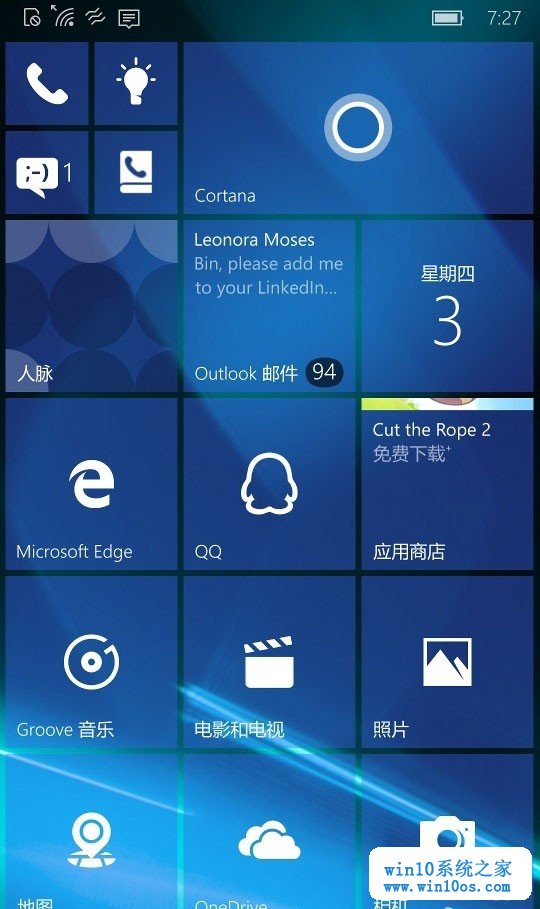 7:27
;-) 1
Cortana
Leonora Moses
Bin, please add me
to your LinkedIn...
Outlook 邮件 94
星期四
3
人脉
Microsoft Edge
QQ
Cut the Rope 2
免费下载+
应用商店
Groove 音乐
电影和电视
照片
地图
OneDrive
相机
win10系统之家
www.win10os.com